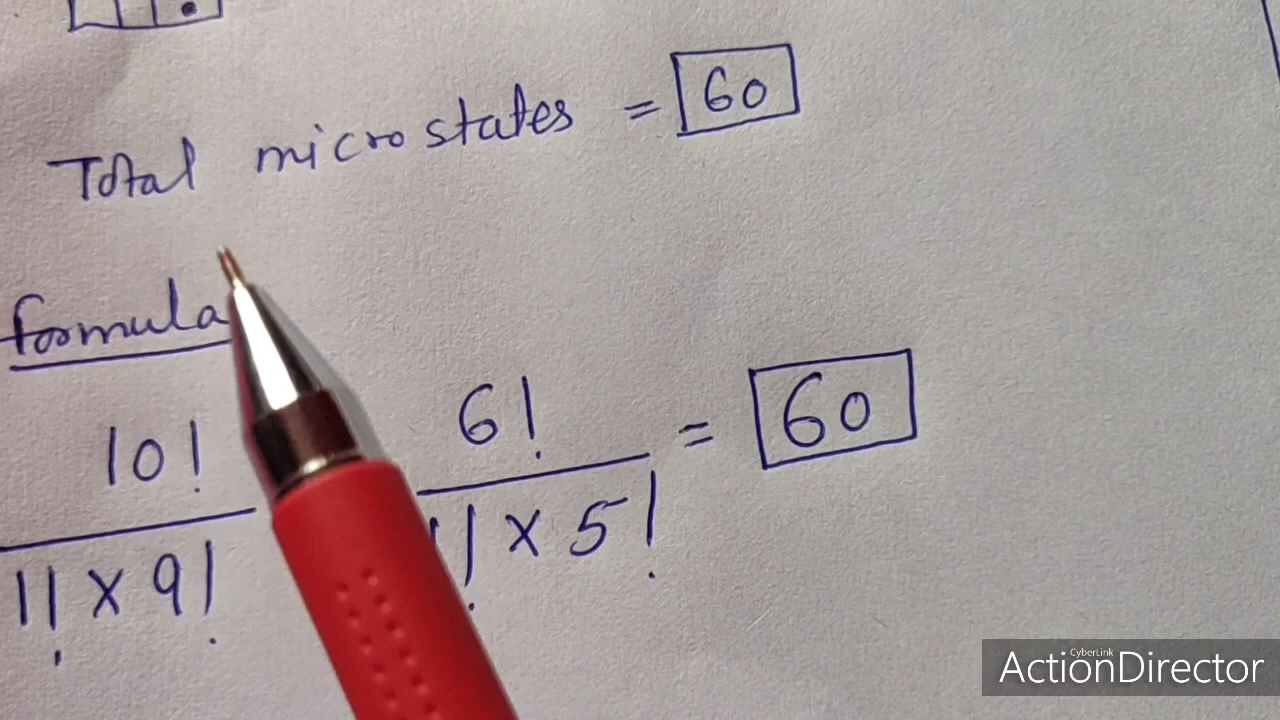 Total microstates = 60
formula
10! 6! = 60
1! x 9! 1! x 5!
CyberLink
ActionDirector